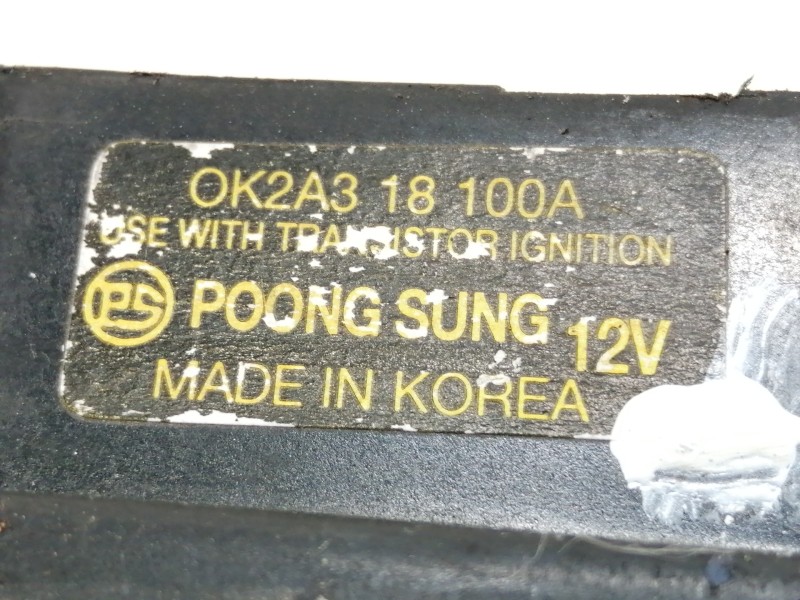 OK2A3 18 100A
USE WITH TRANSISTOR IGNITION
PS POONG SUNG 12V
MADE IN KOREA